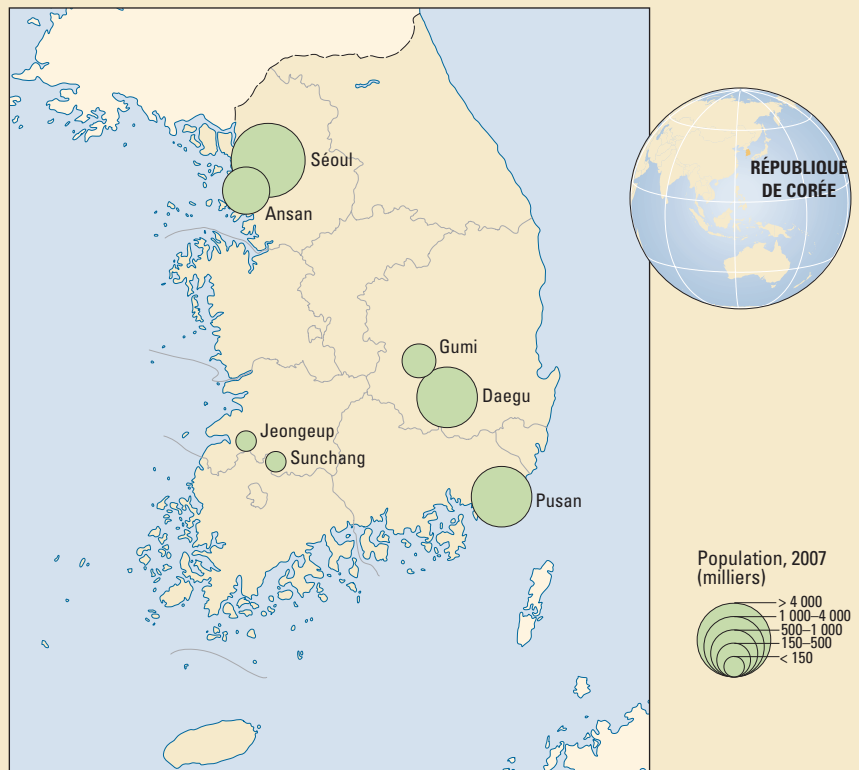 Séoul
Ansan
RÉPUBLIQUE
DE CORÉE
Gumi
Daegu
Jeongeup
Sunchang
Pusan
Population, 2007
(milliers)
> 4 000
1 000–4 000
500–1 000
150–500
< 150